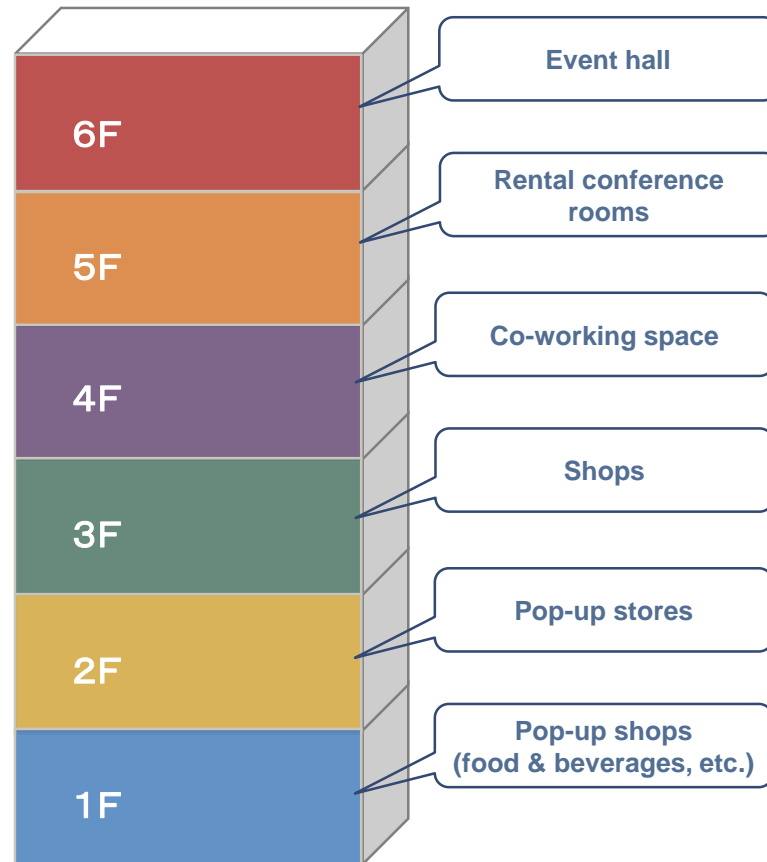 Event hall
6F
Rental conference
rooms
5F
Co-working space
4F
Shops
3F
Pop-up stores
2F
Pop-up shops
(food & beverages, etc.)
1F